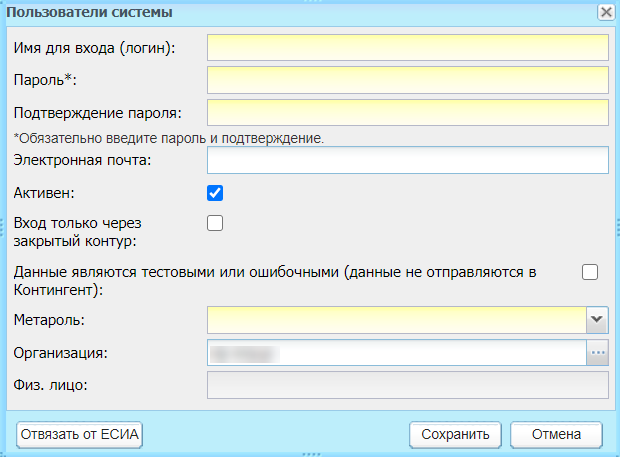 Пользователи системы
Имя для входа (логин):
Пароль*:
Подтверждение пароля:
*Обязательно введите пароль и подтверждение.
Электронная почта:
Активен:
Вход только через
закрытый контур:
Данные являются тестовыми или ошибочными (данные не отправляются в
Контингент):
Метароль:
Организация:
Физ. лицо:
Отвязать от ЕСИА
Сохранить
Отмена